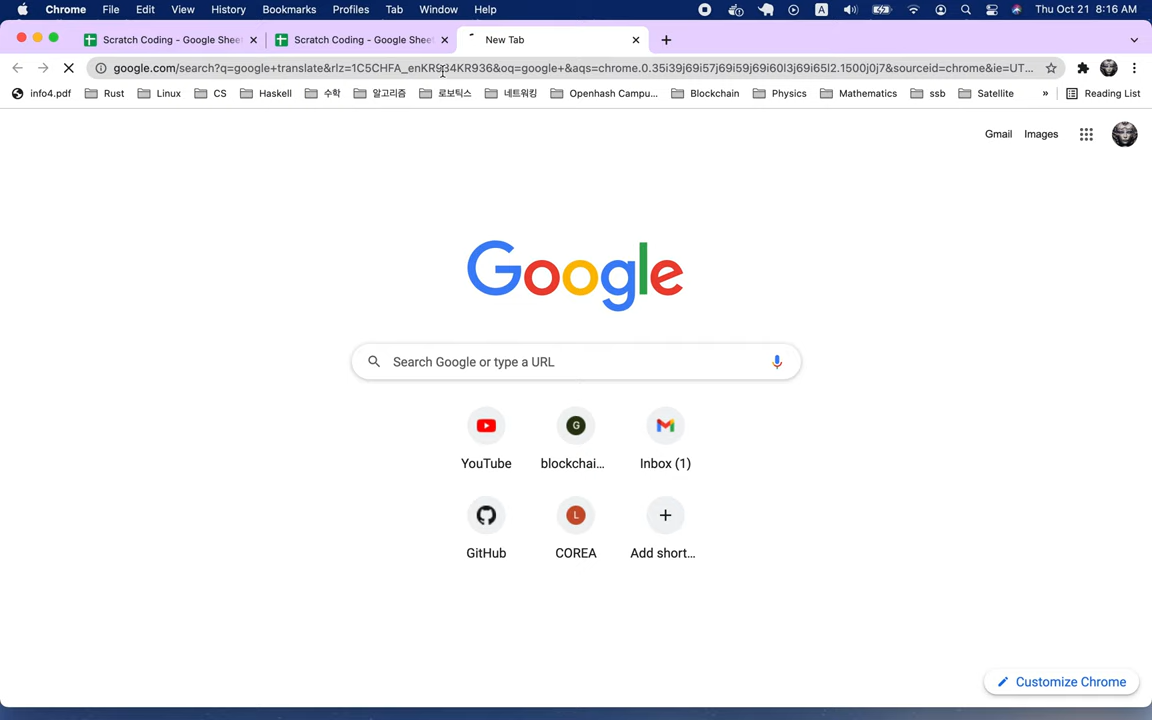 Chrome File Edit View History Bookmarks Profiles Tab Window Help A Thu Oct 21 8:16 AM
Scratch Coding - Google Shee Scratch Coding - Google Shee New Tab
google.com/search?q=google+translate&rlz=1C5CHFA_enKR934KR936&oq=google+&aqs=chrome.0.35i39j69i57j69i59j69i60l3j69i65l2.1500j0j7&sourceid=chrome&ie=UT...
info4.pdf Rust Linux CS Haskell 수학 알고리즘 로보틱스 네트워킹 Openhash Campu... Blockchain Physics Mathematics ssb Satellite » Reading List
Gmail Images
Google
Search Google or type a URL
G
YouTube blockchai... Inbox (1)
L
GitHub COREA Add short...
Customize Chrome